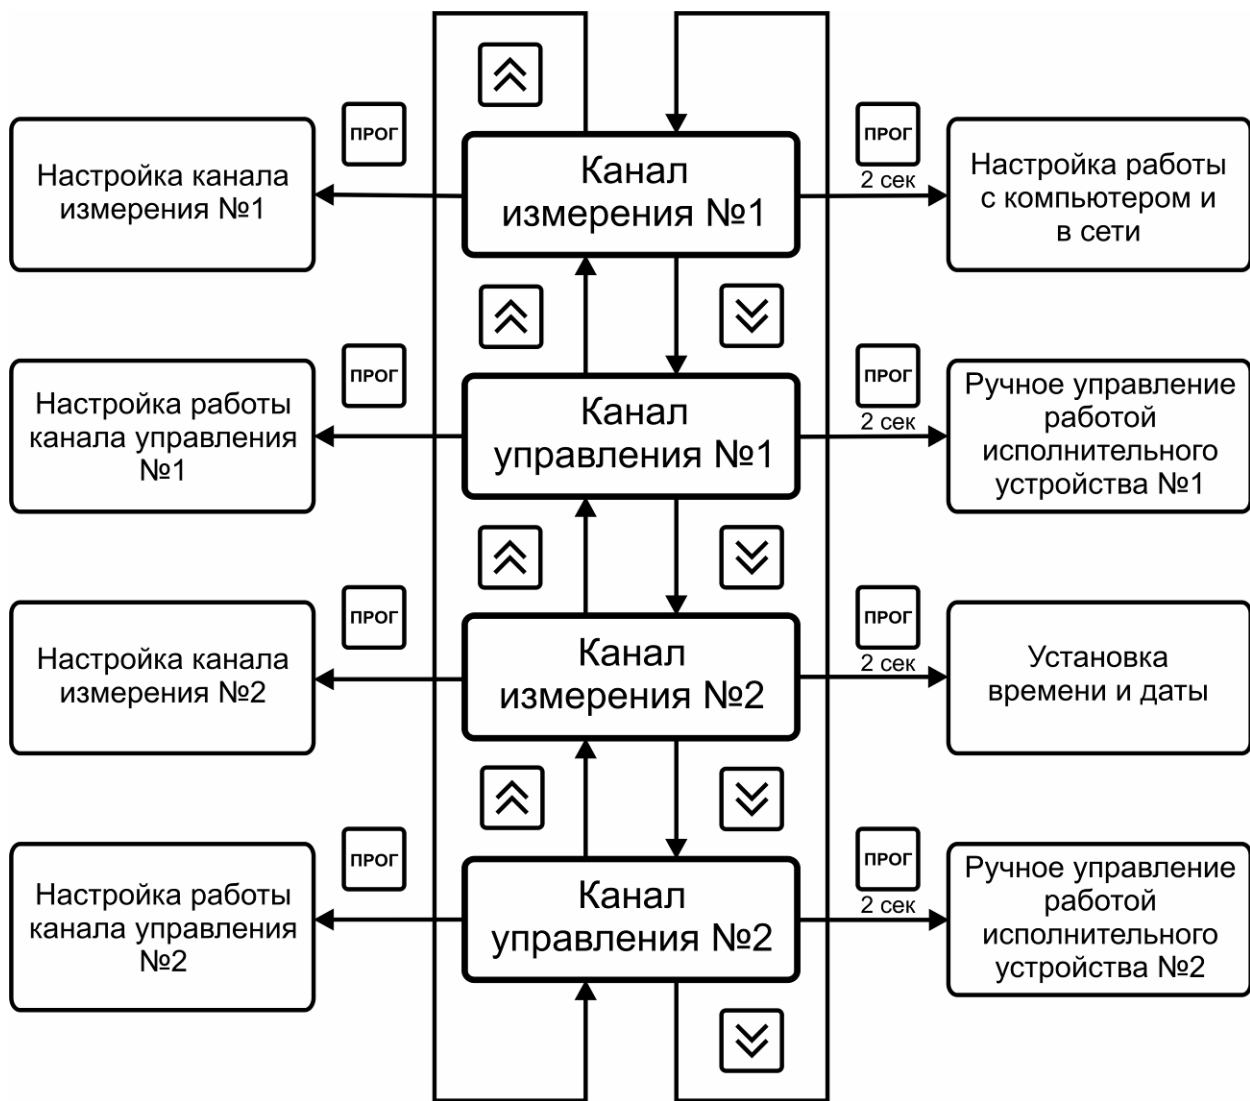 ПРОГ
Настройка канала
измерения №1
Канал
измерения №1
ПРОГ
2 сек
Настройка работы
с компьютером и
в сети
ПРОГ
Настройка работы
канала управления
№1
Канал
управления №1
ПРОГ
2 сек
Ручное управление
работой
исполнительного
устройства №1
ПРОГ
Настройка канала
измерения №2
Канал
измерения №2
ПРОГ
2 сек
Установка
времени и даты
ПРОГ
Настройка работы
канала управления
№2
Канал
управления №2
ПРОГ
2 сек
Ручное управление
работой
исполнительного
устройства №2